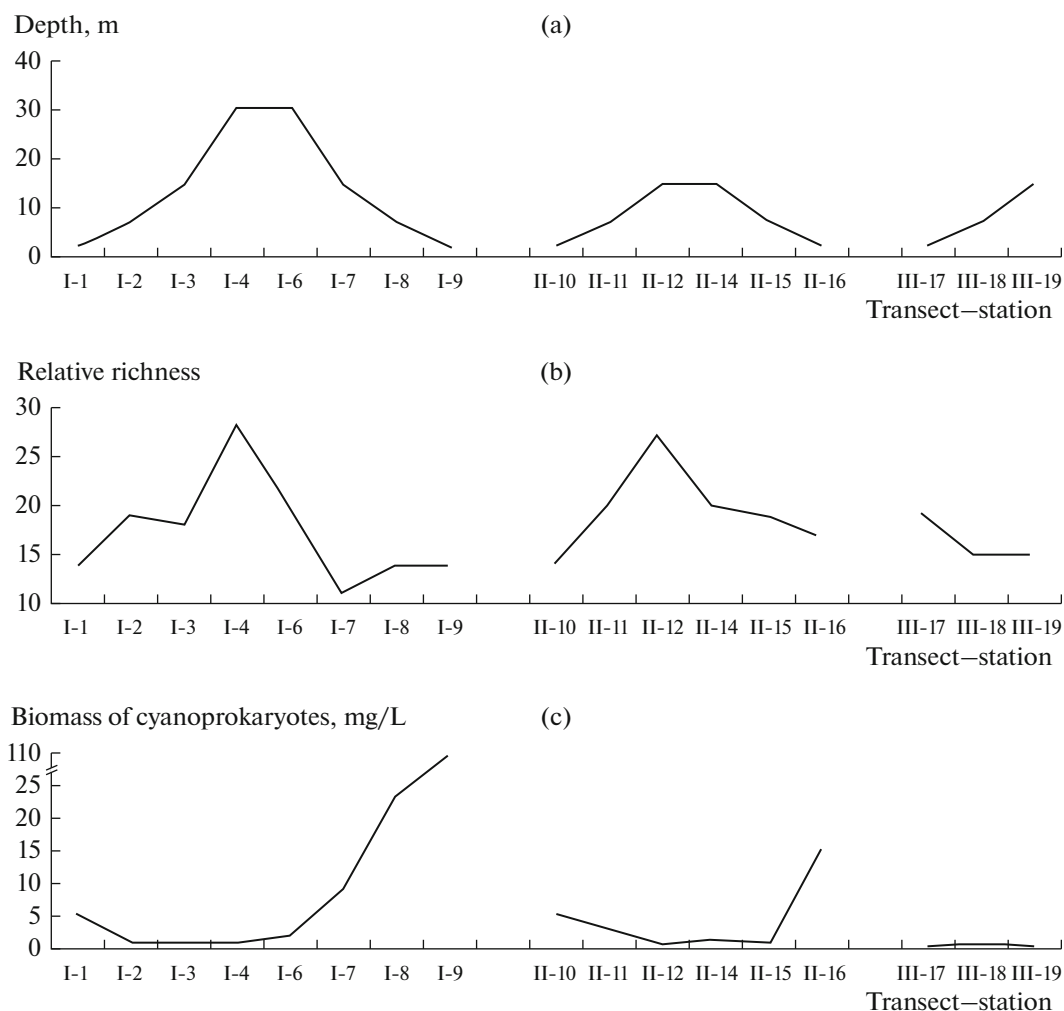 Depth, m (a)
40
30
20
10
0
I-1 I-2 I-3 I-4 I-6 I-7 I-8 I-9 II-10 II-11 II-12 II-14 II-15 II-16 III-17 III-18 III-19
Transect–station
Relative richness (b)
30
25
20
15
10
I-1 I-2 I-3 I-4 I-6 I-7 I-8 I-9 II-10 II-11 II-12 II-14 II-15 II-16 III-17 III-18 III-19
Transect–station
Biomass of cyanoprokaryotes, mg/L (c)
110
25
20
15
10
5
0
I-1 I-2 I-3 I-4 I-6 I-7 I-8 I-9 II-10 II-11 II-12 II-14 II-15 II-16 III-17 III-18 III-19
Transect–station